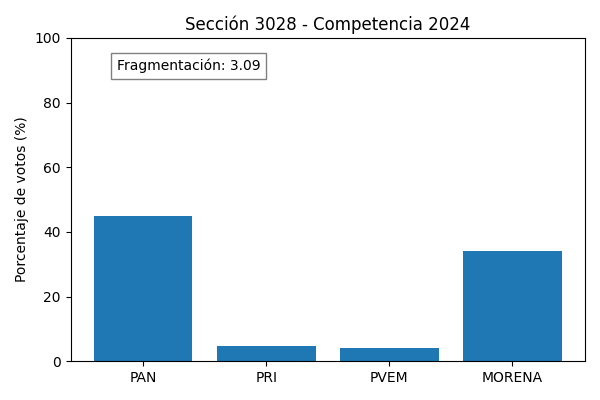 Sección 3028 - Competencia 2024
Fragmentación: 3.09
Porcentaje de votos (%)
100
80
60
40
20
0
PAN PRI PVEM MORENA